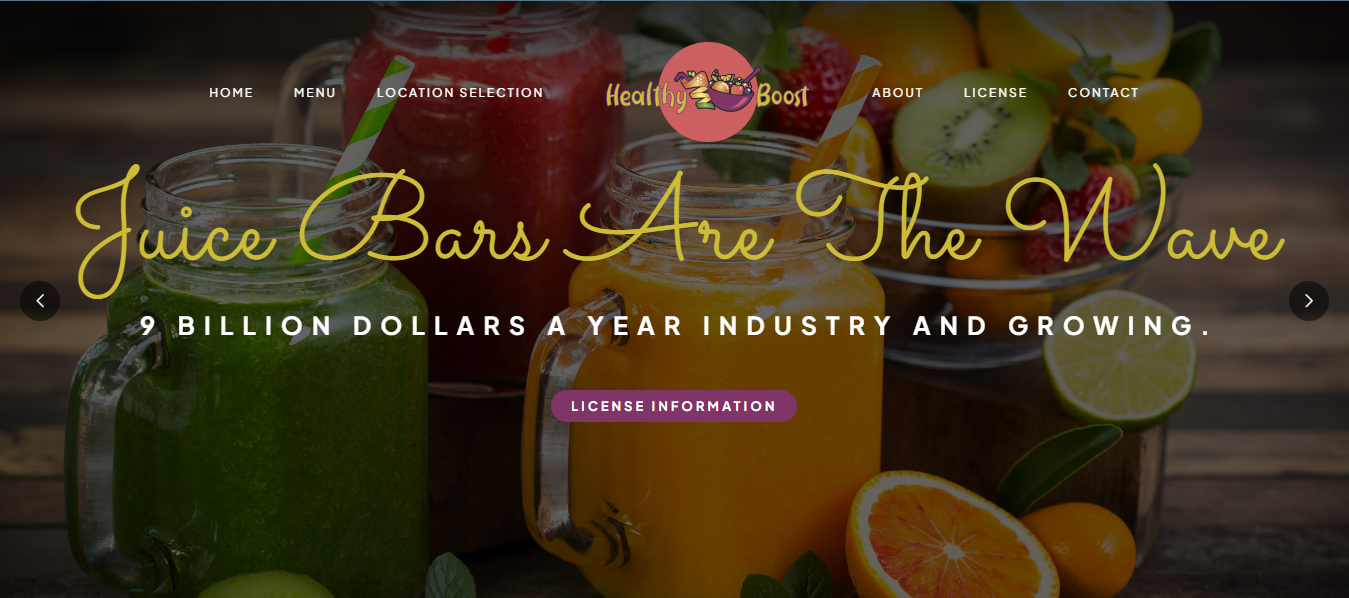 HOME MENU LOCATION SELECTION Healthy Boost ABOUT LICENSE CONTACT
Juice Bars Are The Wave
9 BILLION DOLLARS A YEAR INDUSTRY AND GROWING.
LICENSE INFORMATION